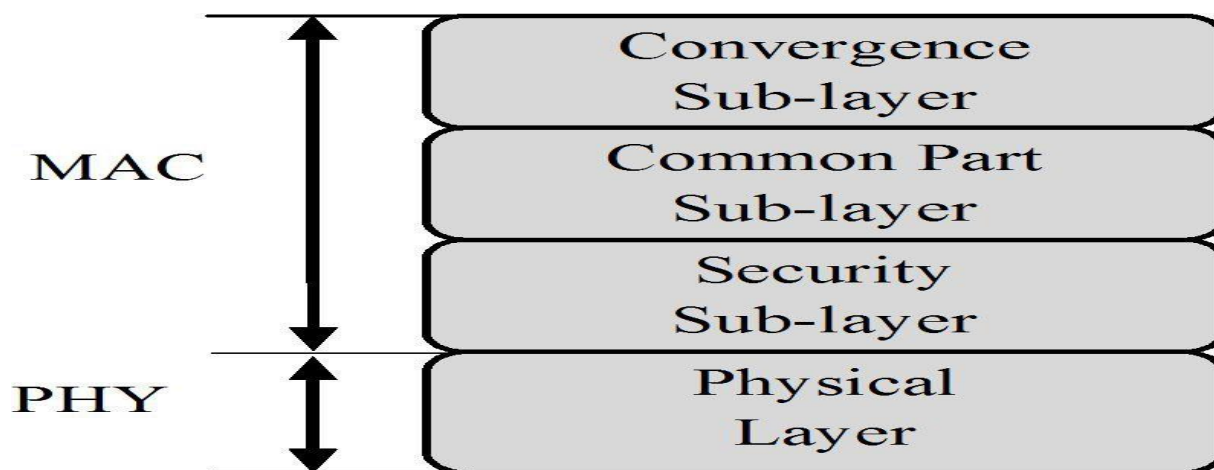 Convergence
Sub-layer
MAC
Common Part
Sub-layer
Security
Sub-layer
PHY
Physical
Layer